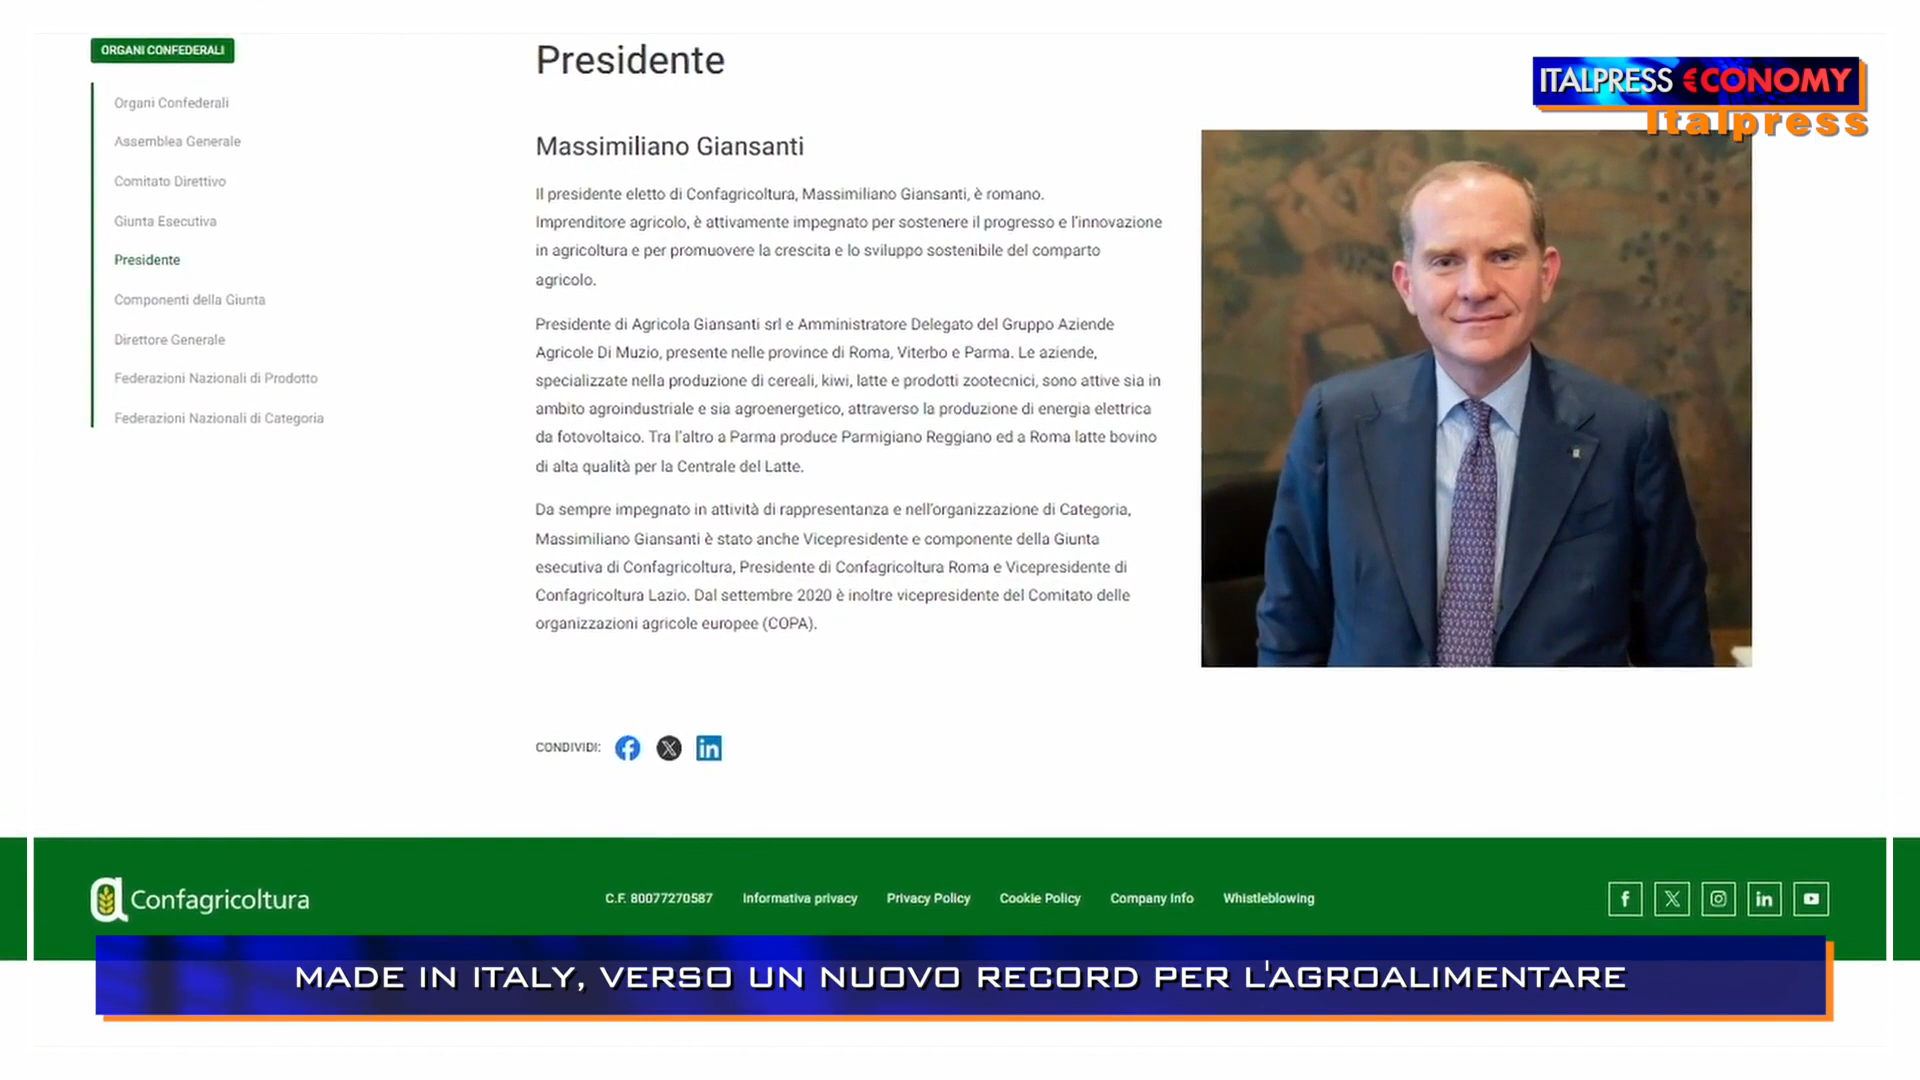 ORGANI CONFEDERALI
Organi Confederali
Assemblea Generale
Comitato Direttivo
Giunta Esecutiva
Presidente
Componenti della Giunta
Direttore Generale
Federazioni Nazionali di Prodotto
Federazioni Nazionali di Categoria
Presidente
Massimiliano Giansanti
Il presidente eletto di Confagricoltura, Massimiliano Giansanti, è romano.
Imprenditore agricolo, è attivamente impegnato per sostenere il progresso e l'innovazione
in agricoltura e per promuovere la crescita e lo sviluppo sostenibile del comparto
agricolo.
Presidente di Agricola Giansanti srl e Amministratore Delegato del Gruppo Aziende
Agricole Di Muzio, presente nelle province di Roma, Viterbo e Parma. Le aziende,
specializzate nella produzione di cereali, kiwi, latte e prodotti zootecnici, sono attive sia in
ambito agroindustriale e sia agroenergetico, attraverso la produzione di energia elettrica
da fotovoltaico. Tra l'altro a Parma produce Parmigiano Reggiano ed a Roma latte bovino
di alta qualità per la Centrale del Latte.
Da sempre impegnato in attività di rappresentanza e nell'organizzazione di Categoria,
Massimiliano Giansanti è stato anche Vicepresidente e componente della Giunta
esecutiva di Confagricoltura, Presidente di Confagricoltura Roma e Vicepresidente di
Confagricoltura Lazio. Dal settembre 2020 è inoltre vicepresidente del Comitato delle
organizzazioni agricole europee (COPA).
CONDIVIDI:
ITALPRESS €CONOMY
Italpress
Confagricoltura
C.F. 80077270587 Informativa privacy Privacy Policy Cookie Policy Company Info Whistleblowing
MADE IN ITALY, VERSO UN NUOVO RECORD PER L'AGROALIMENTARE